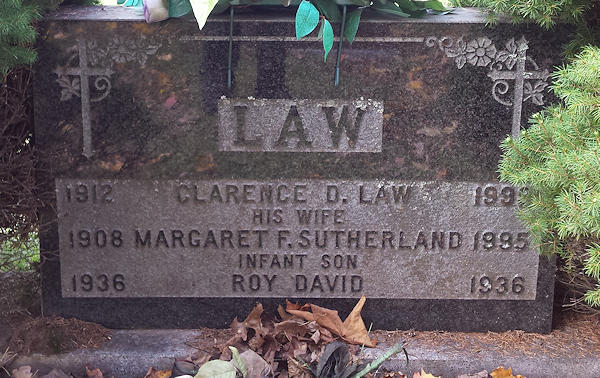 LAW
1912 CLARENCE D. LAW
HIS WIFE
1908 MARGARET F. SUTHERLAND 1995
INFANT SON
1936 ROY DAVID 1936